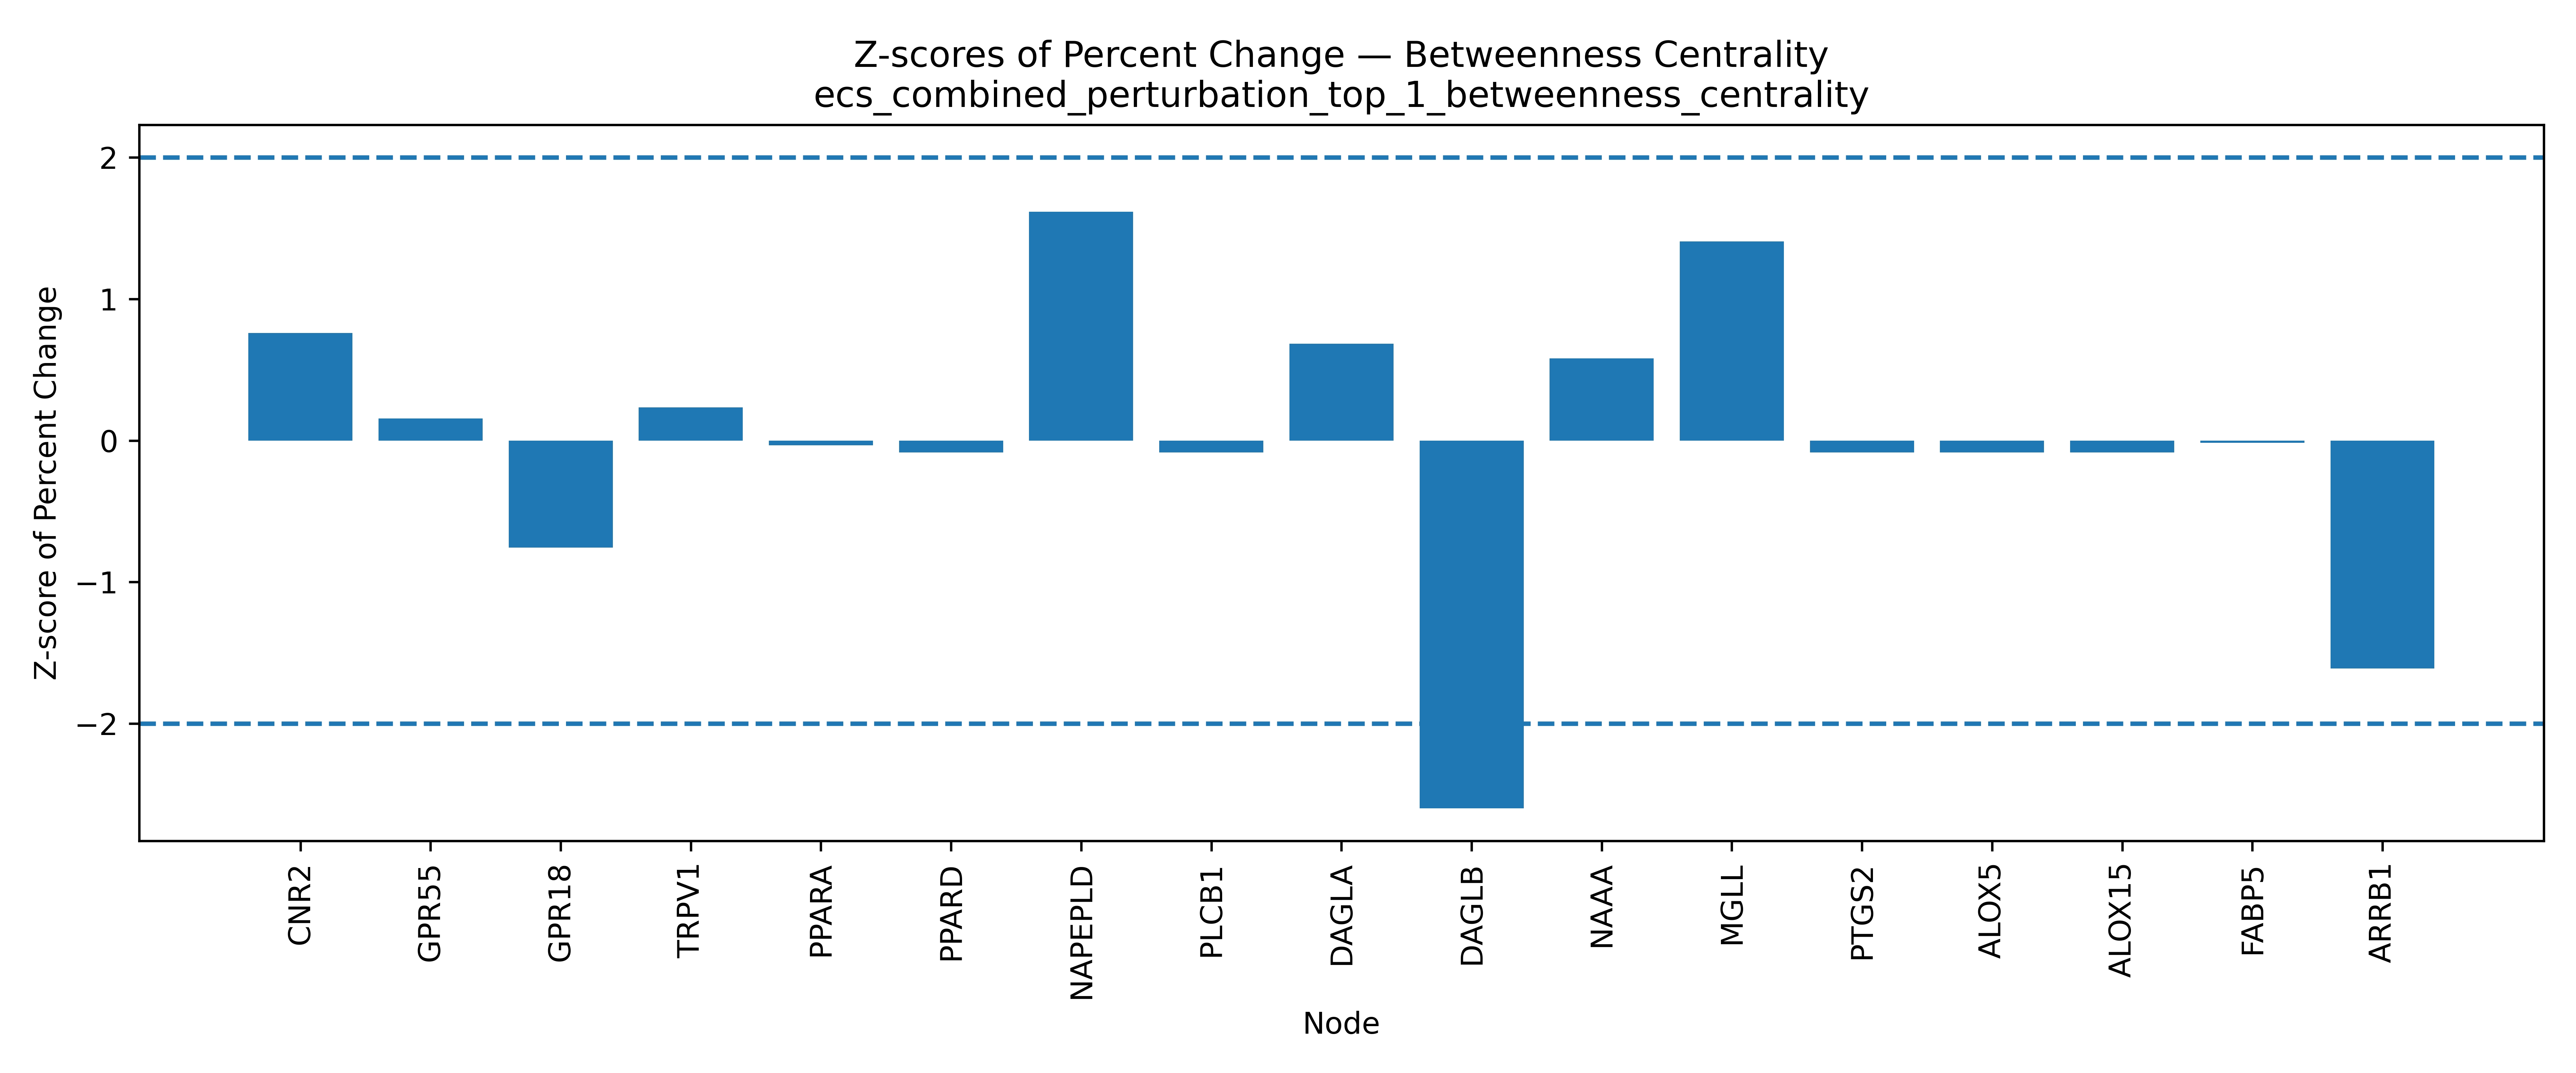 Z-scores of Percent Change — Betweenness Centrality
ecs_combined_perturbation_top_1_betweenness_centrality
Z-score of Percent Change
2
1
0
−1
−2
CNR2
GPR55
GPR18
TRPV1
PPARA
PPARD
NAPEPLD
PLCB1
DAGLA
DAGLB
NAAA
MGLL
PTGS2
ALOX5
ALOX15
FABP5
ARRB1
Node